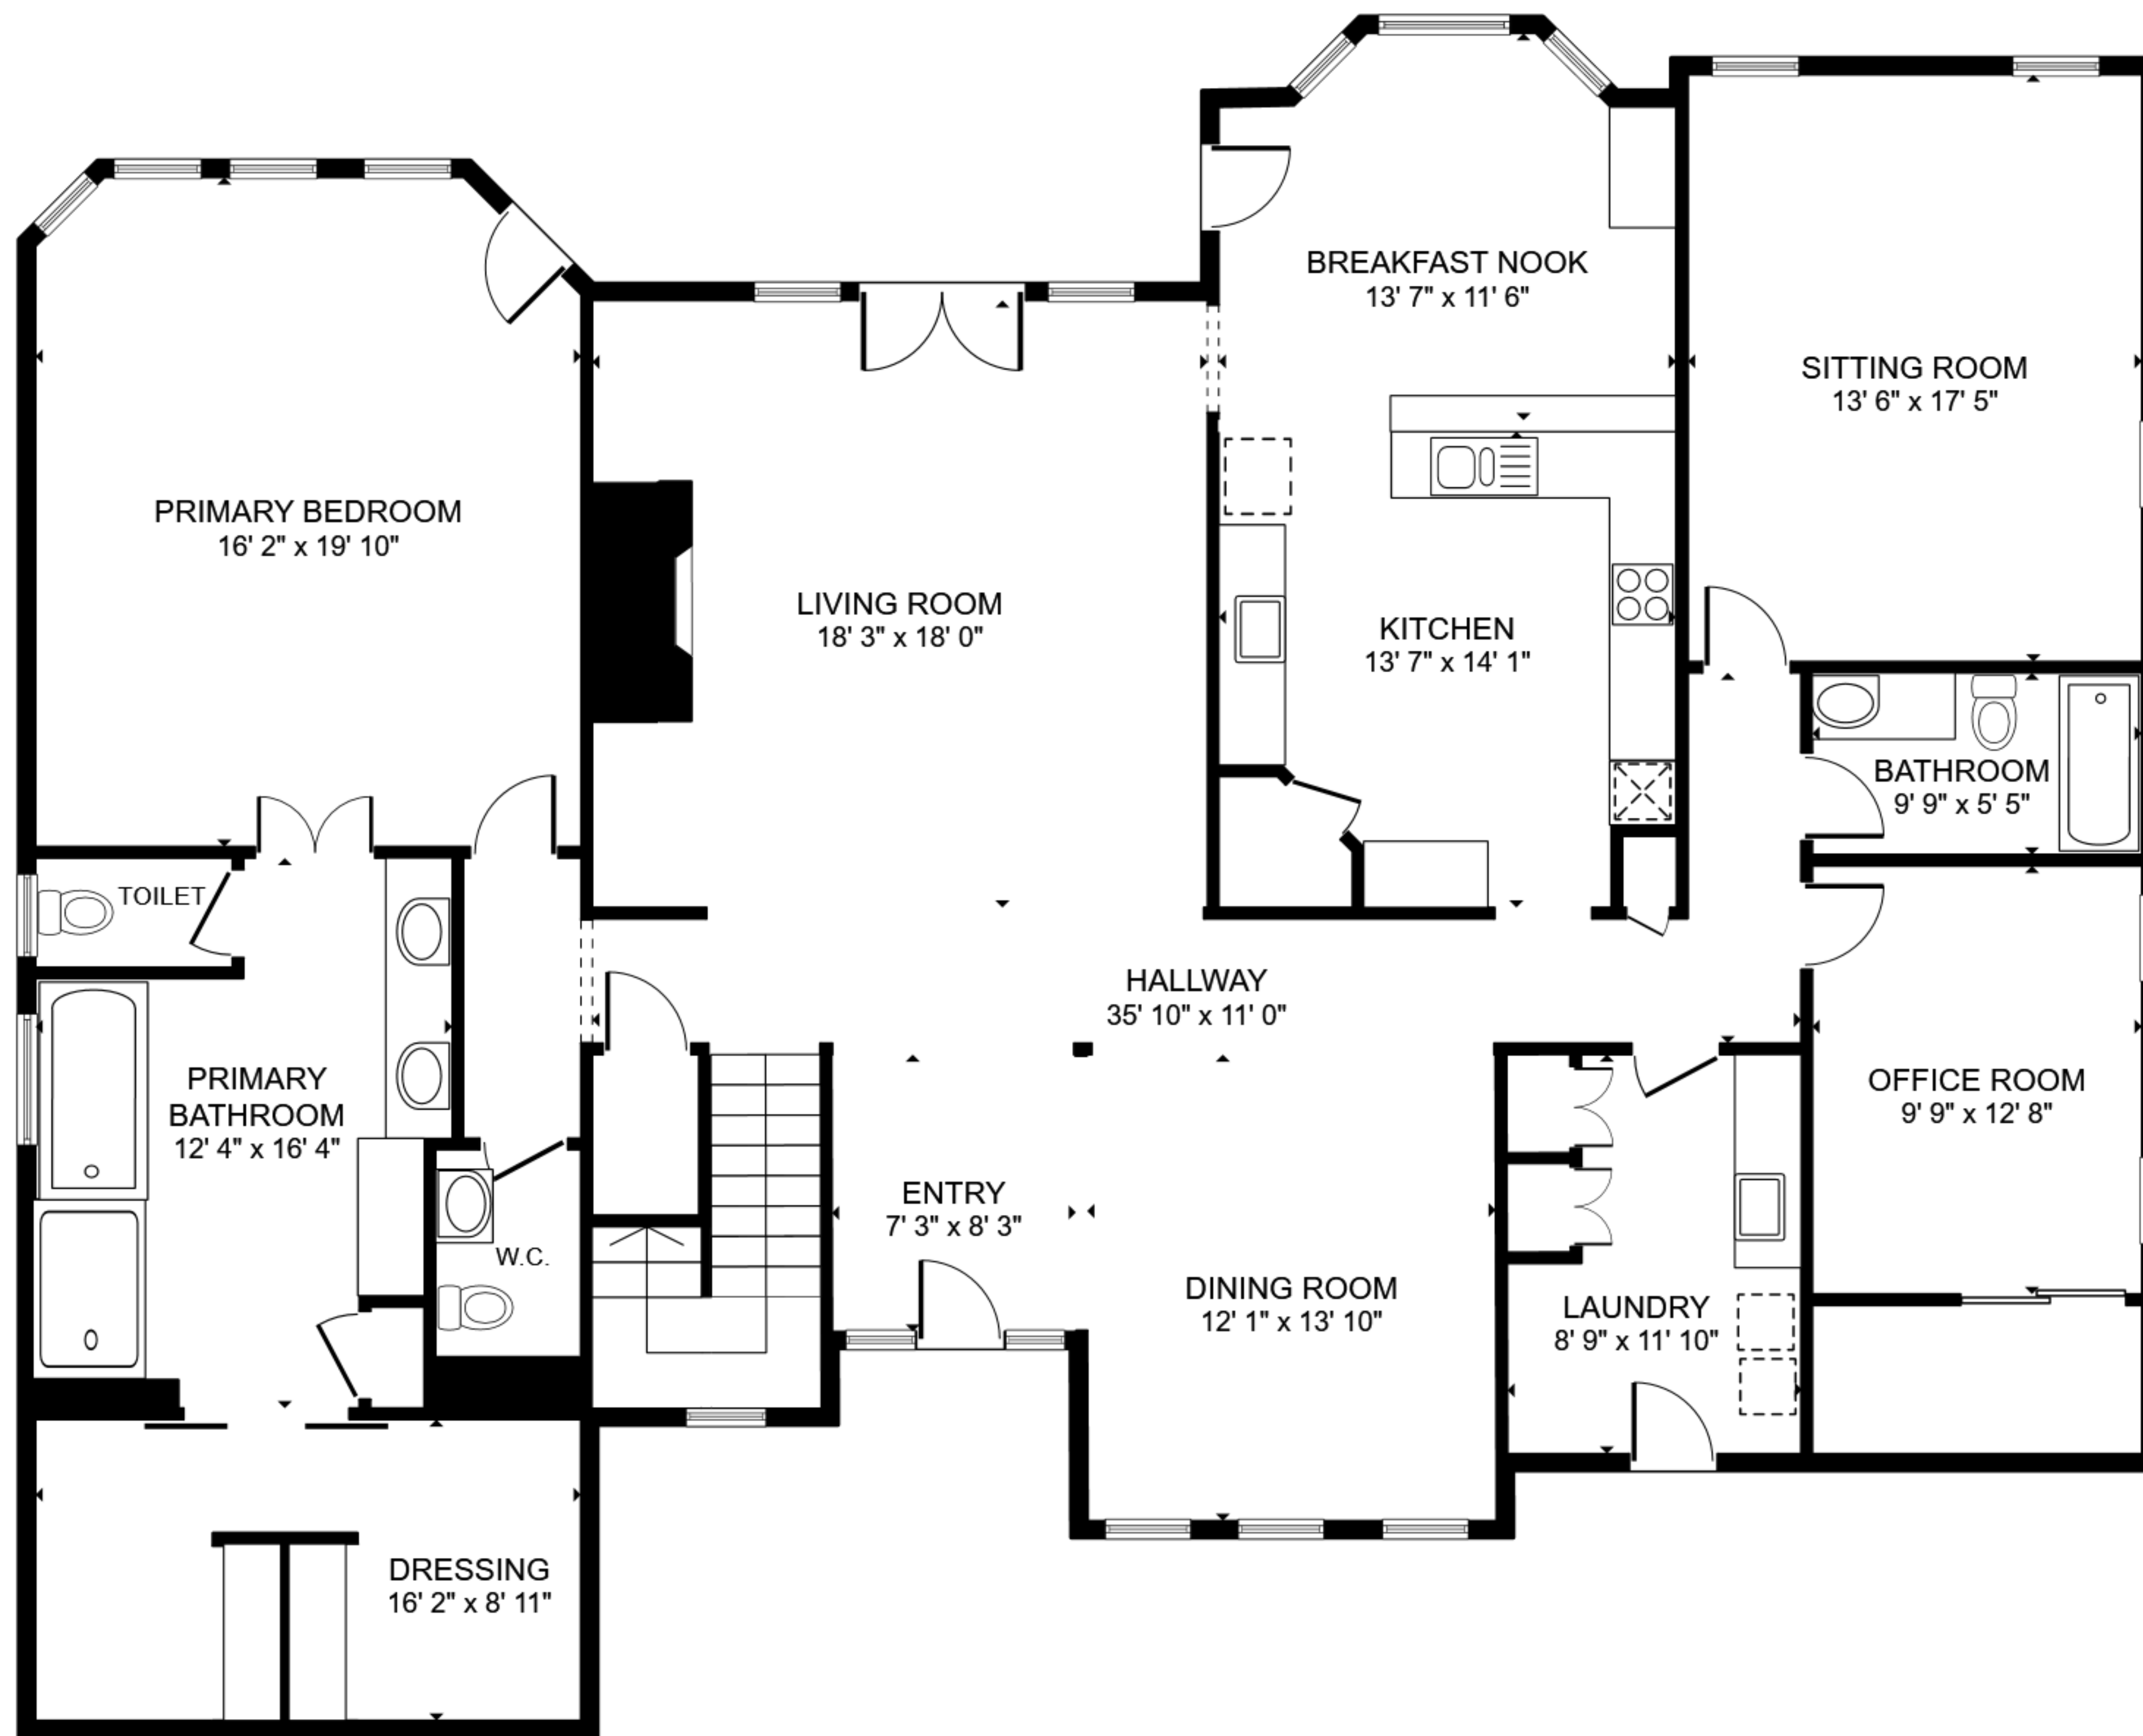 BREAKFAST NOOK
13' 7" x 11' 6"
SITTING ROOM
13' 6" x 17' 5"
PRIMARY BEDROOM
16' 2" x 19' 10"
LIVING ROOM
18' 3" x 18' 0"
KITCHEN
13' 7" x 14' 1"
BATHROOM
9' 9" x 5' 5"
TOILET
HALLWAY
35' 10" x 11' 0"
PRIMARY
BATHROOM
12' 4" x 16' 4"
OFFICE ROOM
9' 9" x 12' 8"
ENTRY
7' 3" x 8' 3"
W.C.
DINING ROOM
12' 1" x 13' 10"
LAUNDRY
8' 9" x 11' 10"
DRESSING
16' 2" x 8' 11"